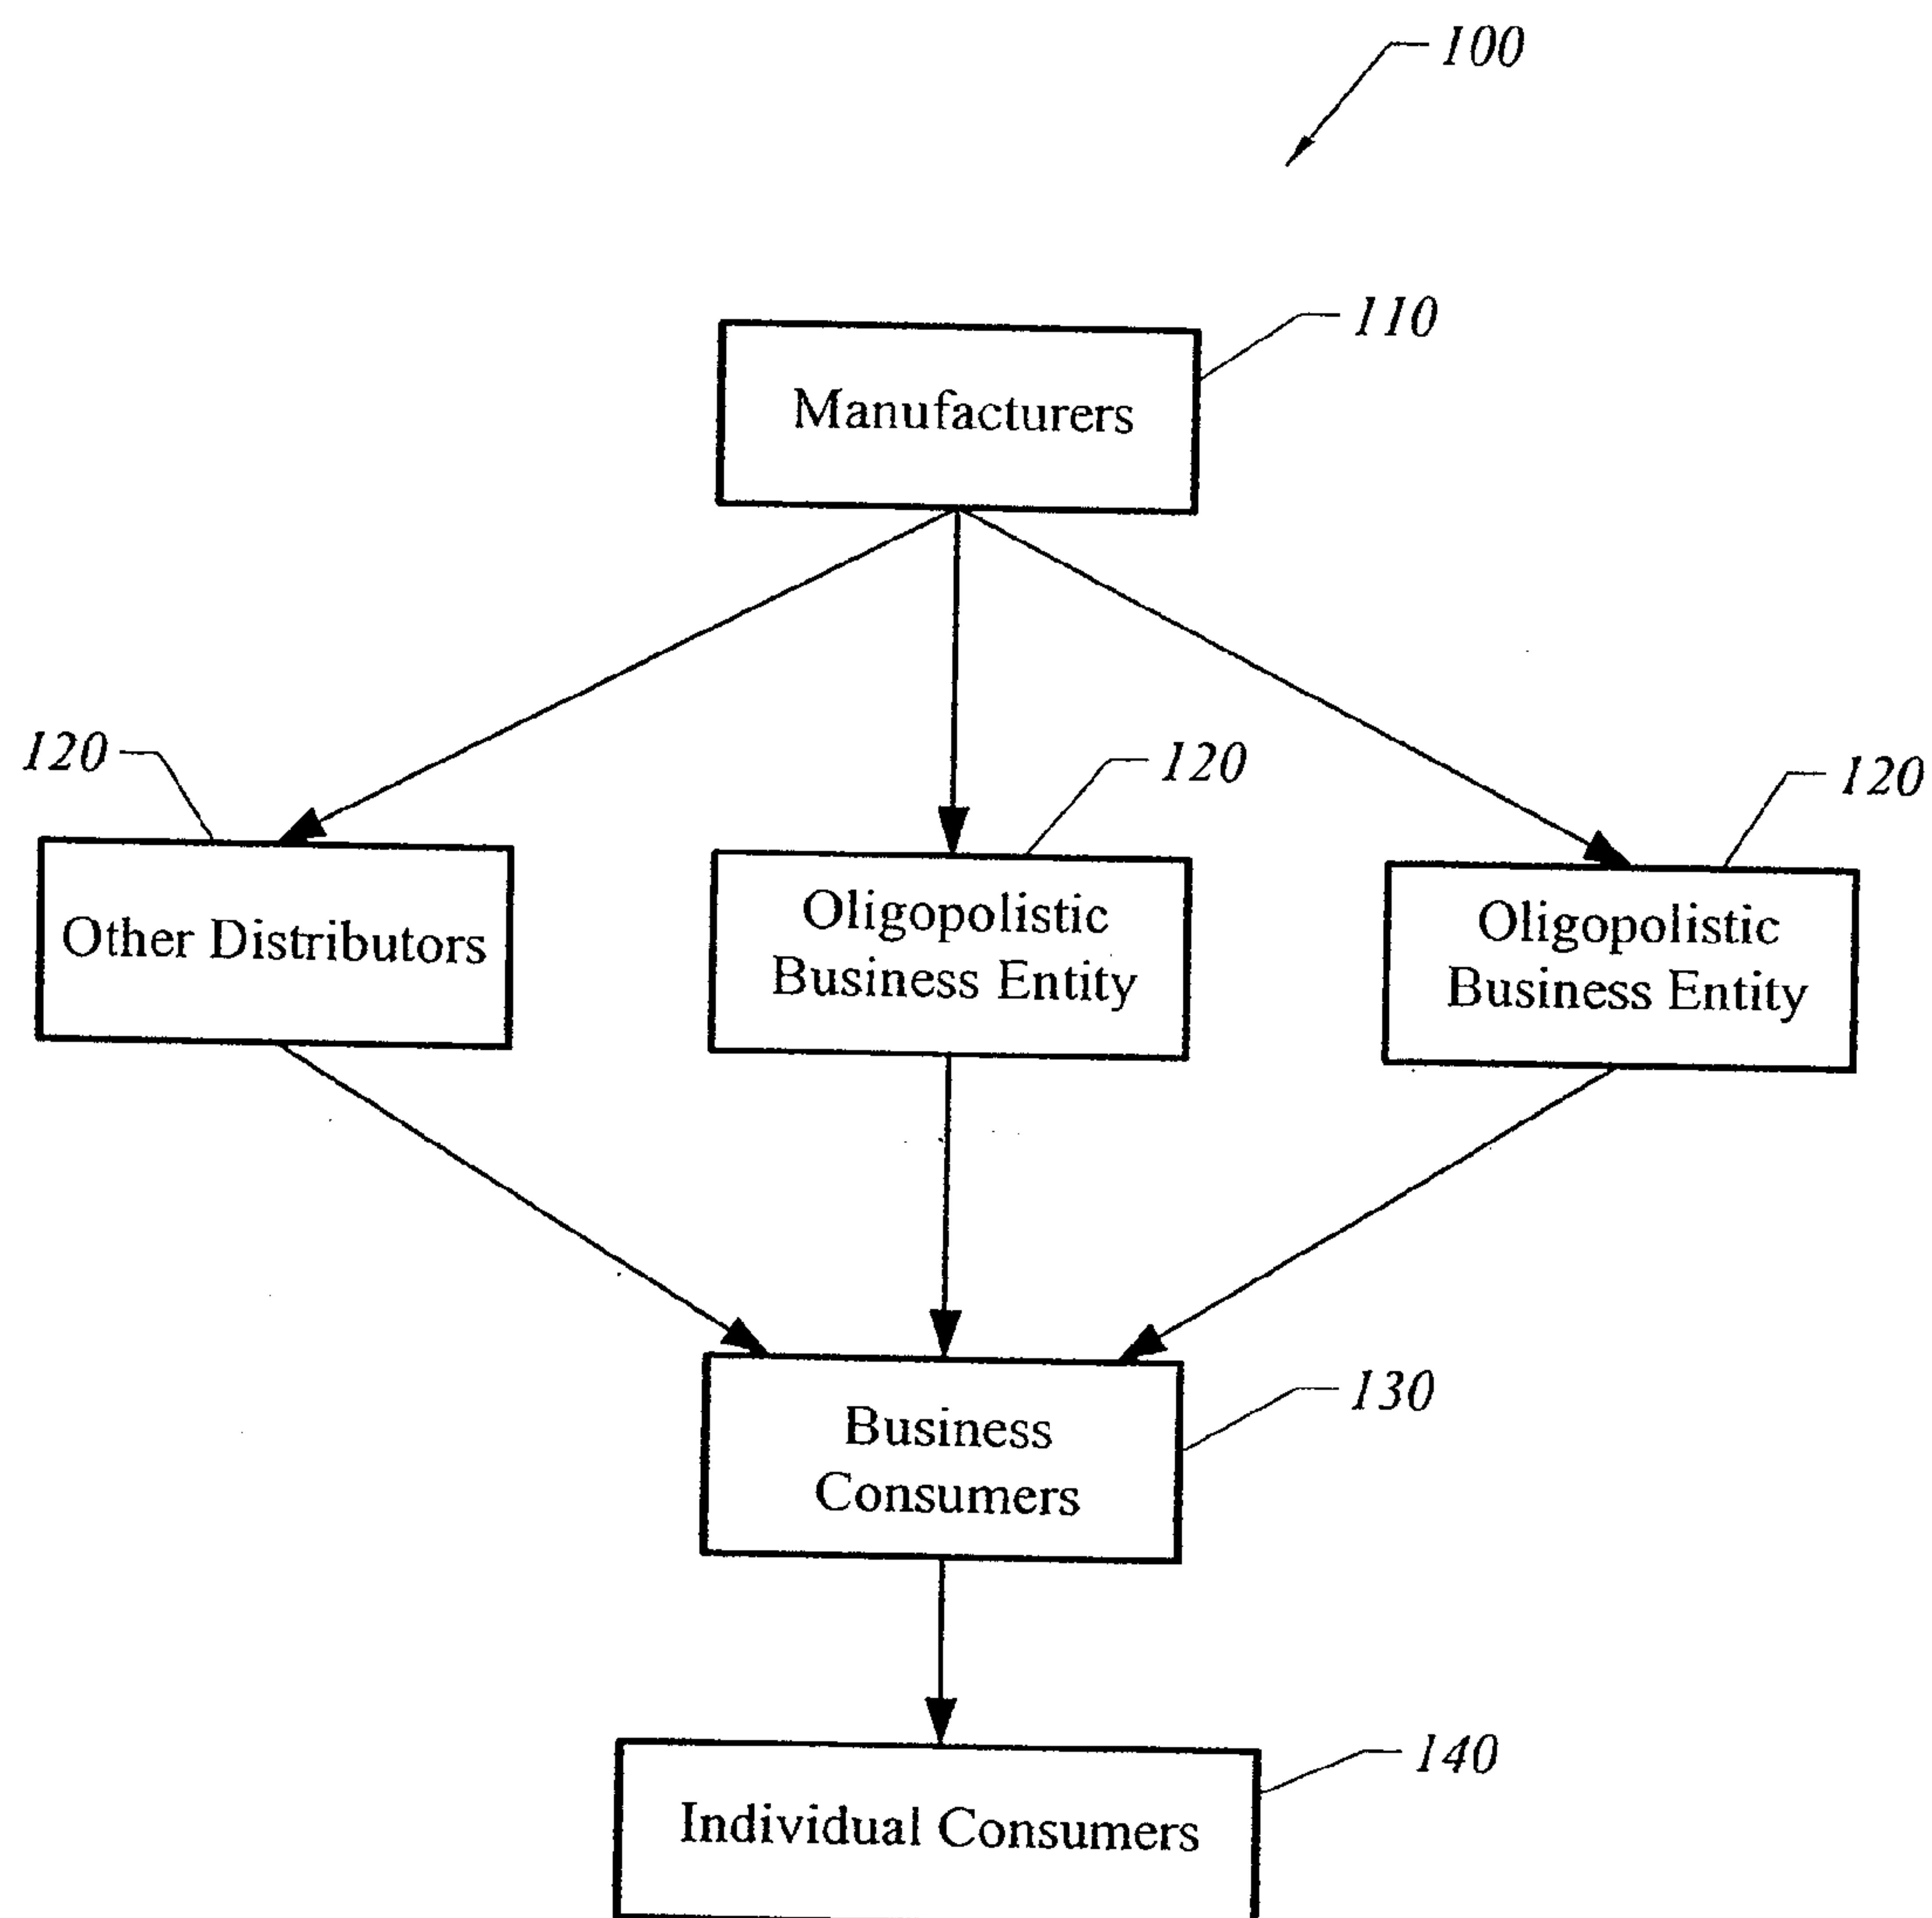 100
110
Manufacturers
120
120
120
Other Distributors
Oligopolistic
Business Entity
Oligopolistic
Business Entity
130
Business
Consumers
140
Individual Consumers